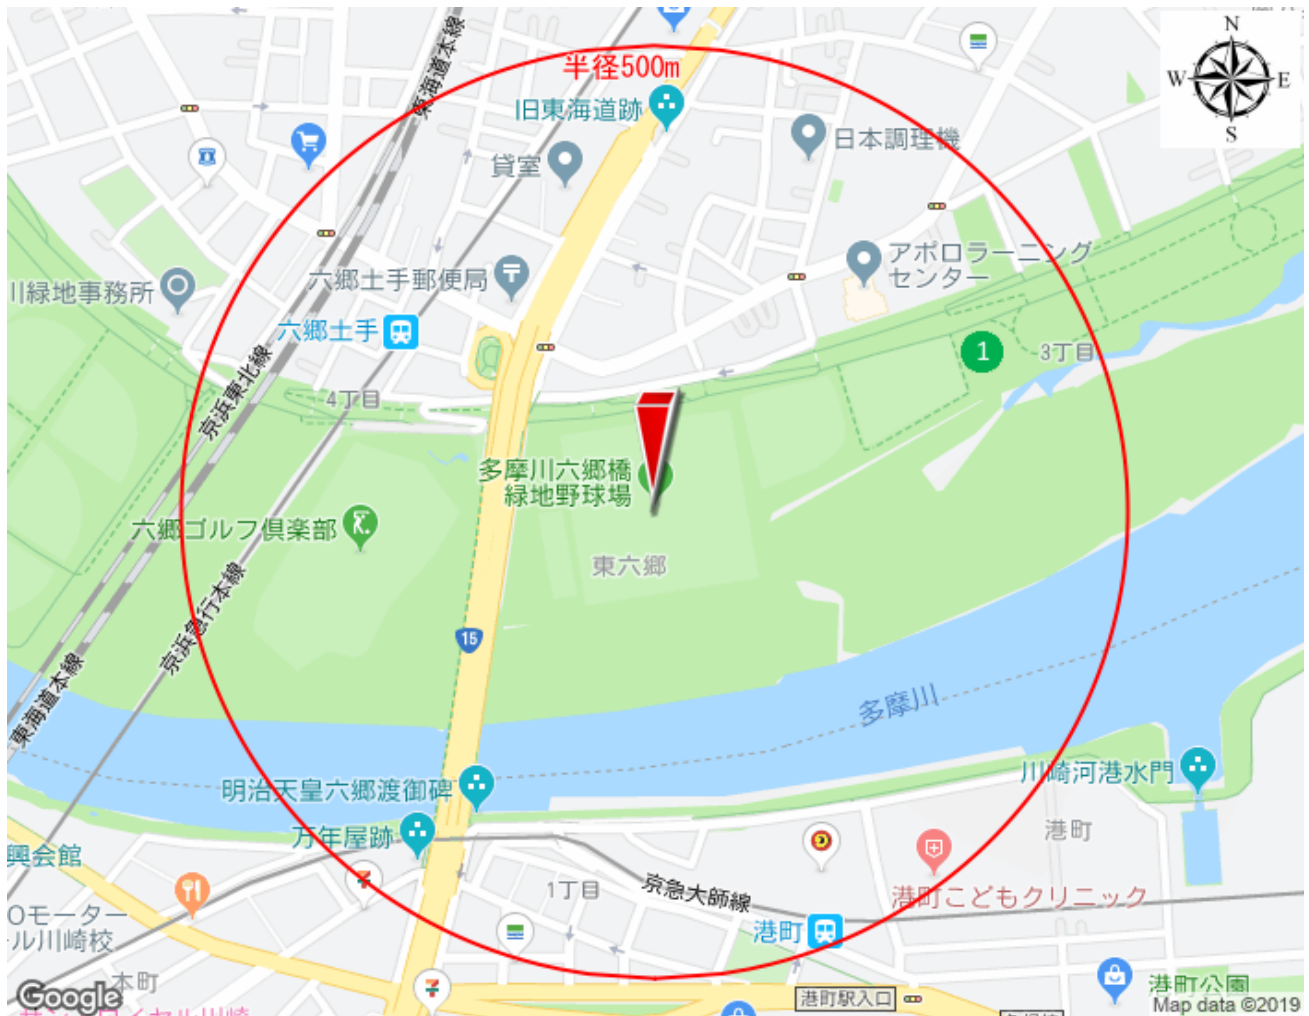 東海道本線
半径500m
N
W
E
S
旧東海道跡
日本調理機
貸室
アポロラーニング
センター
六郷土手郵便局
川緑地事務所
六郷土手
1
3丁目
京浜東北線
4丁目
多摩川六郷橋
緑地野球場
六郷ゴルフ倶楽部
東六郷
京浜急行本線
15
東海道本線
多摩川
川崎河港水門
明治天皇六郷渡御碑
万年屋跡
港町
興会館
1丁目
京急大師線
港町こどもクリニック
Oモーター
ール川崎校
港町
本町
港町公園
Google
港町駅入口
Map data ©2019